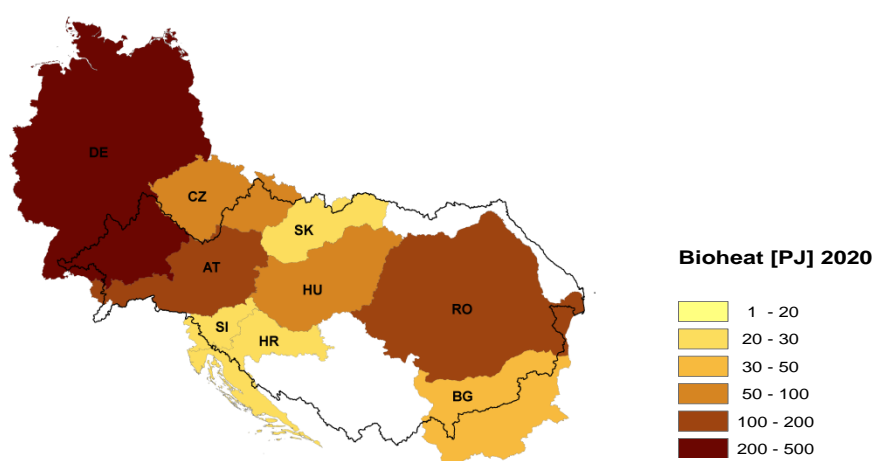 DE
CZ
SK
AT
HU
RO
SI
HR
BG
Bioheat [PJ] 2020
1 - 20
20 - 30
30 - 50
50 - 100
100 - 200
200 - 500